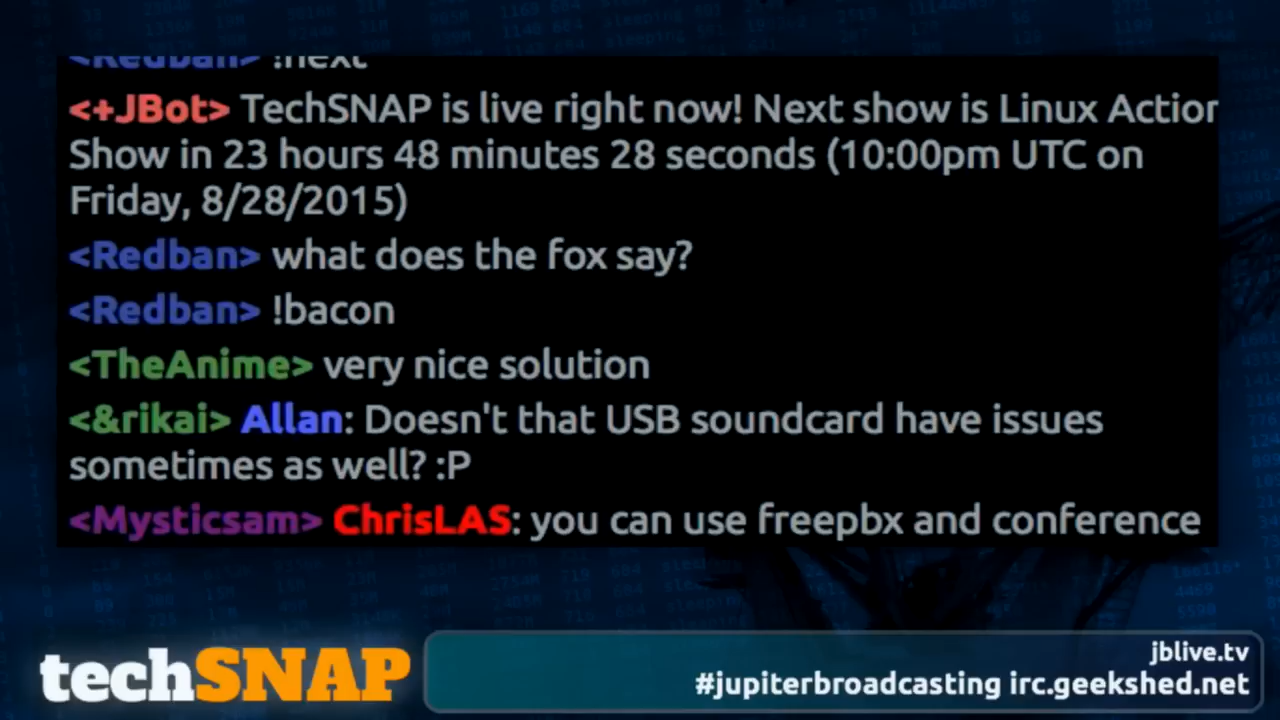 <Redban> !next
<+JBot> TechSNAP is live right now! Next show is Linux Action
Show in 23 hours 48 minutes 28 seconds (10:00pm UTC on
Friday, 8/28/2015)
<Redban> what does the fox say?
<Redban> !bacon
<TheAnime> very nice solution
<&rikai> Allan: Doesn't that USB soundcard have issues
sometimes as well? :P
<Mysticsam> ChrisLAS: you can use freepbx and conference
techSNAP
jblive.tv
#jupiterbroadcasting irc.geekshed.net